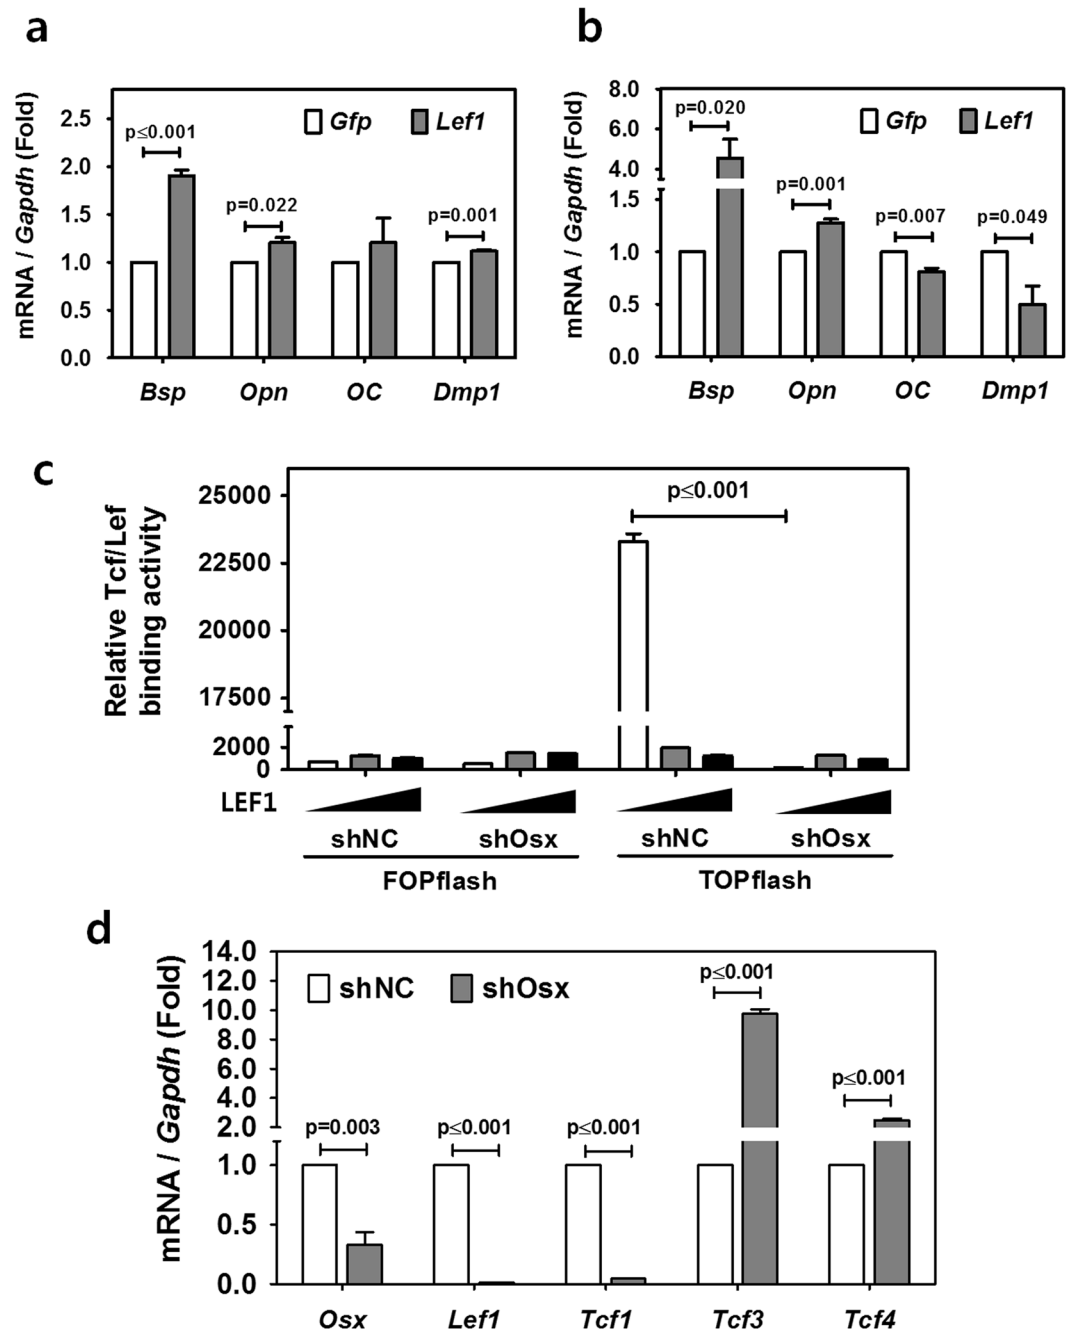 a
mRNA / Gapdh (Fold)
2.5
2.0
1.5
1.0
0.5
0.0
Gfp
Lef1
p≤0.001
p=0.022
p=0.001
Bsp
Opn
OC
Dmp1
b
mRNA / Gapdh (Fold)
8.0
6.0
4.0
1.5
1.0
0.5
0.0
Gfp
Lef1
p=0.020
p=0.001
p=0.007
p=0.049
Bsp
Opn
OC
Dmp1
c
Relative Tcf/Lef
binding activity
25000
22500
20000
17500
2000
0
p≤0.001
LEF1
shNC
shOsx
shNC
shOsx
FOPflash
TOPflash
d
mRNA / Gapdh (Fold)
14.0
12.0
10.0
8.0
6.0
4.0
2.0
1.0
0.5
0.0
shNC
shOsx
p=0.003
p≤0.001
p≤0.001
p≤0.001
p≤0.001
Osx
Lef1
Tcf1
Tcf3
Tcf4